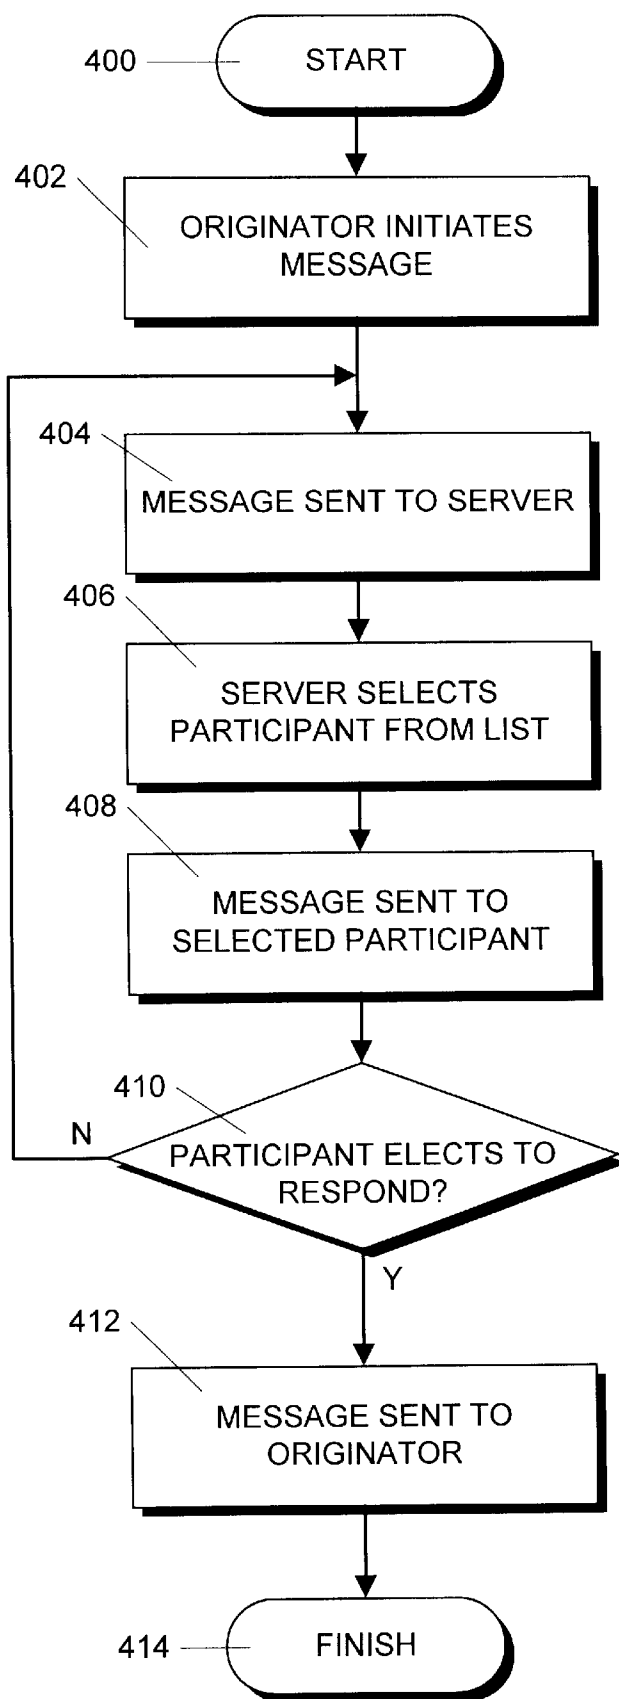 400
START
402
ORIGINATOR INITIATES
MESSAGE
404
MESSAGE SENT TO SERVER
406
SERVER SELECTS
PARTICIPANT FROM LIST
408
MESSAGE SENT TO
SELECTED PARTICIPANT
410
N
PARTICIPANT ELECTS TO
RESPOND?
Y
412
MESSAGE SENT TO
ORIGINATOR
414
FINISH